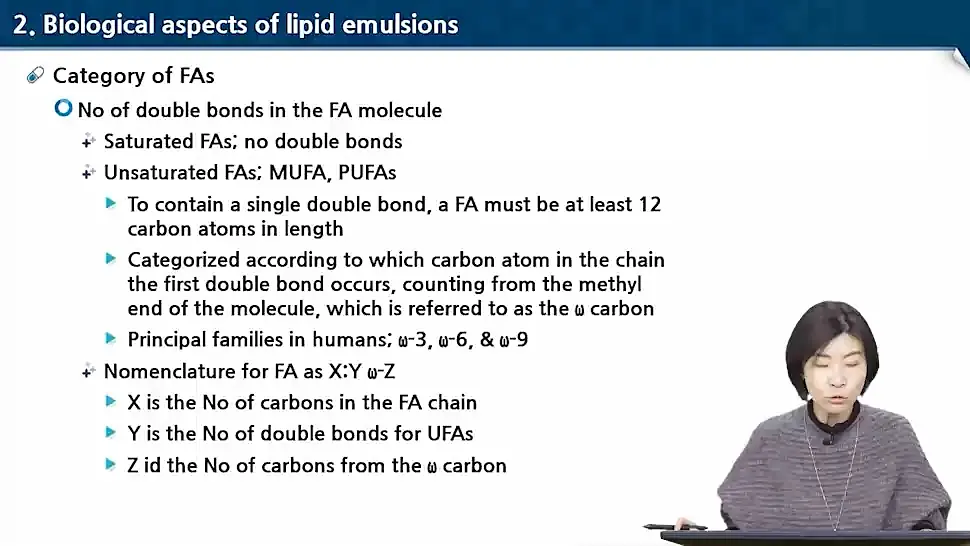 2. Biological aspects of lipid emulsions
Category of FAs
No of double bonds in the FA molecule
Saturated FAs; no double bonds
Unsaturated FAs; MUFA, PUFAs
To contain a single double bond, a FA must be at least 12
carbon atoms in length
Categorized according to which carbon atom in the chain
the first double bond occurs, counting from the methyl
end of the molecule, which is referred to as the ω carbon
Principal families in humans; ω-3, ω-6, & ω-9
Nomenclature for FA as X:Y ω-Z
X is the No of carbons in the FA chain
Y is the No of double bonds for UFAs
Z id the No of carbons from the ω carbon